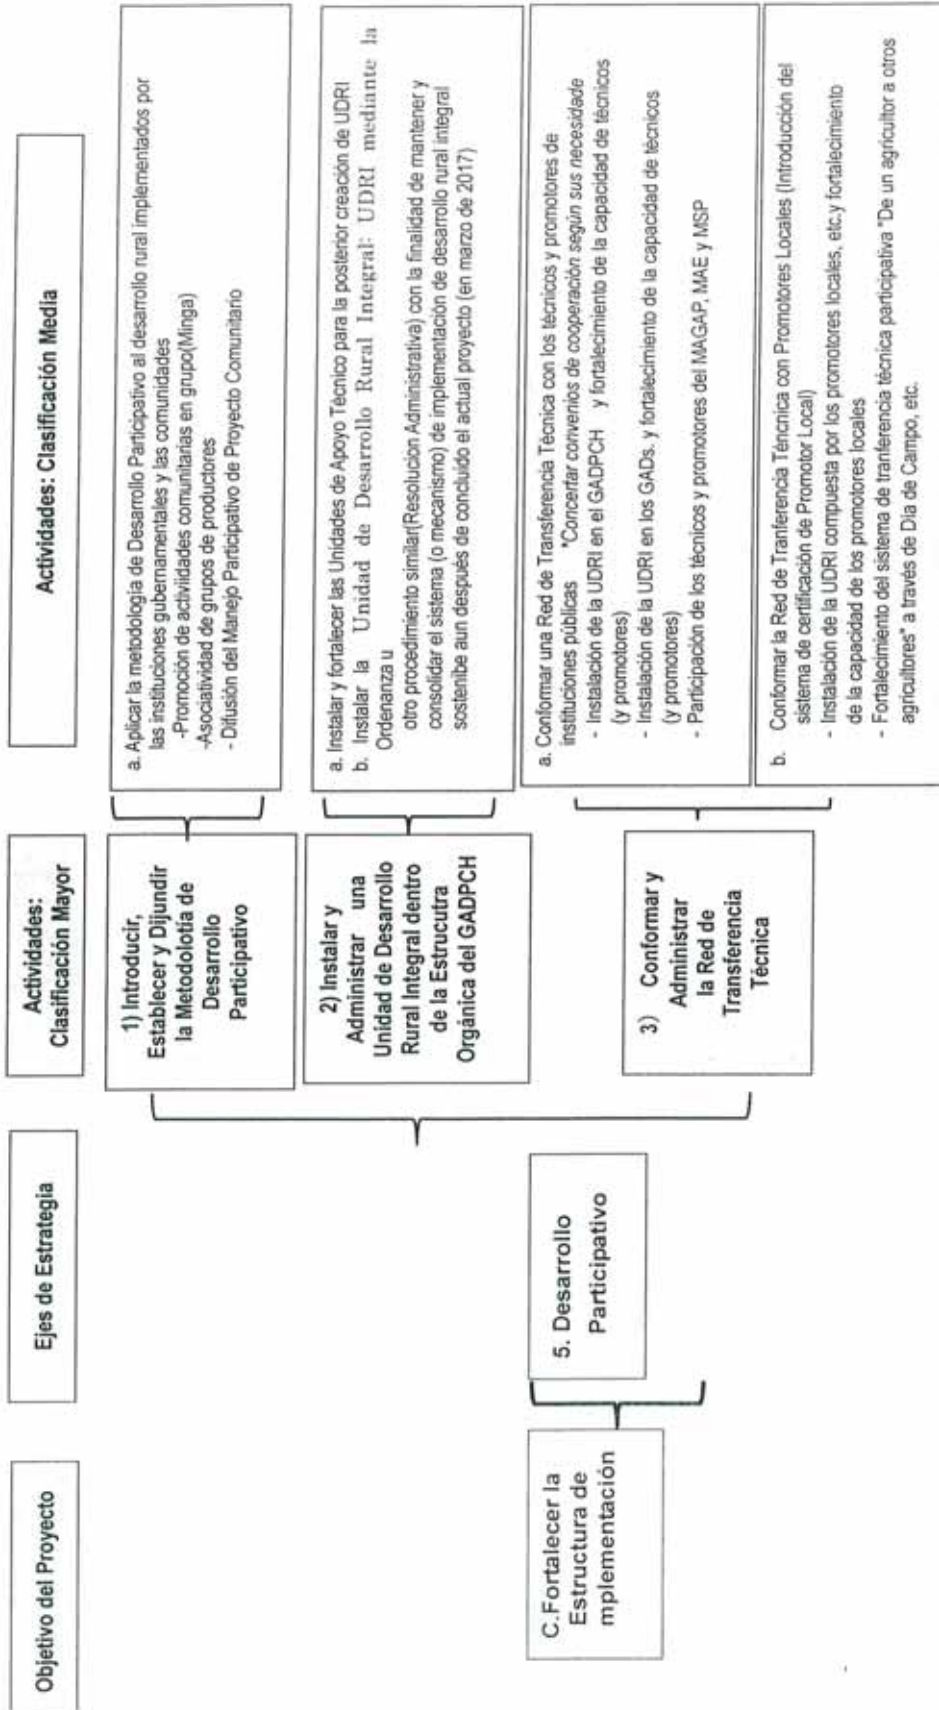 Objetivo del Proyecto
Ejes de Estrategia
Actividades:
Clasificación Mayor
Actividades: Clasificación Media
C.Fortalecer la
Estructura de
mplementación
5. Desarrollo
Participativo
1) Introducir,
Establecer y Dijundir
la Metodolotía de
Desarrollo
Participativo
a. Aplicar la metodología de Desarrollo Participativo al desarrollo rural implementados por
las instituciones gubernamentales y las comunidades
-Promoción de activiidades comunitarias en grupo(Minga)
-Asociatividad de grupos de productores
- Difusión del Manejo Participativo de Proyecto Comunitario
2) Instalar y
Administrar una
Unidad de Desarrollo
Rural Integral dentro
de la Estrucutra
Orgánica del GADPCH
a. Instalar y fortalecer las Unidades de Apoyo Técnico para la posterior creación de UDRI
b. Instalar la Unidad de Desarrollo Rural Integral: UDRI mediante la
Ordenanza u
otro procedimiento similar(Resolucion Administrativa) con la finalidad de mantener y
consolidar el sistema (o mecanismo) de implementación de desarrollo rural integral
sostenibe aun después de concluido el actual proyecto (en marzo de 2017)
3) Conformar y
Administrar
la Red de
Transferencia
Técnica
a. Conformar una Red de Transferencia Técnica con los técnicos y promotores de
instituciones públicas *Concertar convenios de cooperación según sus necesidade
- Instalación de la UDRI en el GADPCH y fortalecimiento de la capacidad de técnicos
(y promotores)
- Instalación de la UDRI en los GADs. y fortalecimiento de la capacidad de técnicos
(y promotores)
- Participación de los técnicos y promotores del MAGAP, MAE y MSP
b. Conformar la Red de Tranferencia Téncnica con Promotores Locales (Introducción del
sistema de certificación de Promotor Local)
- Instalación de la UDRI compuesta por los promotores locales, etc.y fortalecimiento
de la capacidad de los promotores locales
- Fortalecimiento del sistema de tranferencia técnica participativa "De un agricultor a otros
agricultores" a través de Día de Campo, etc.